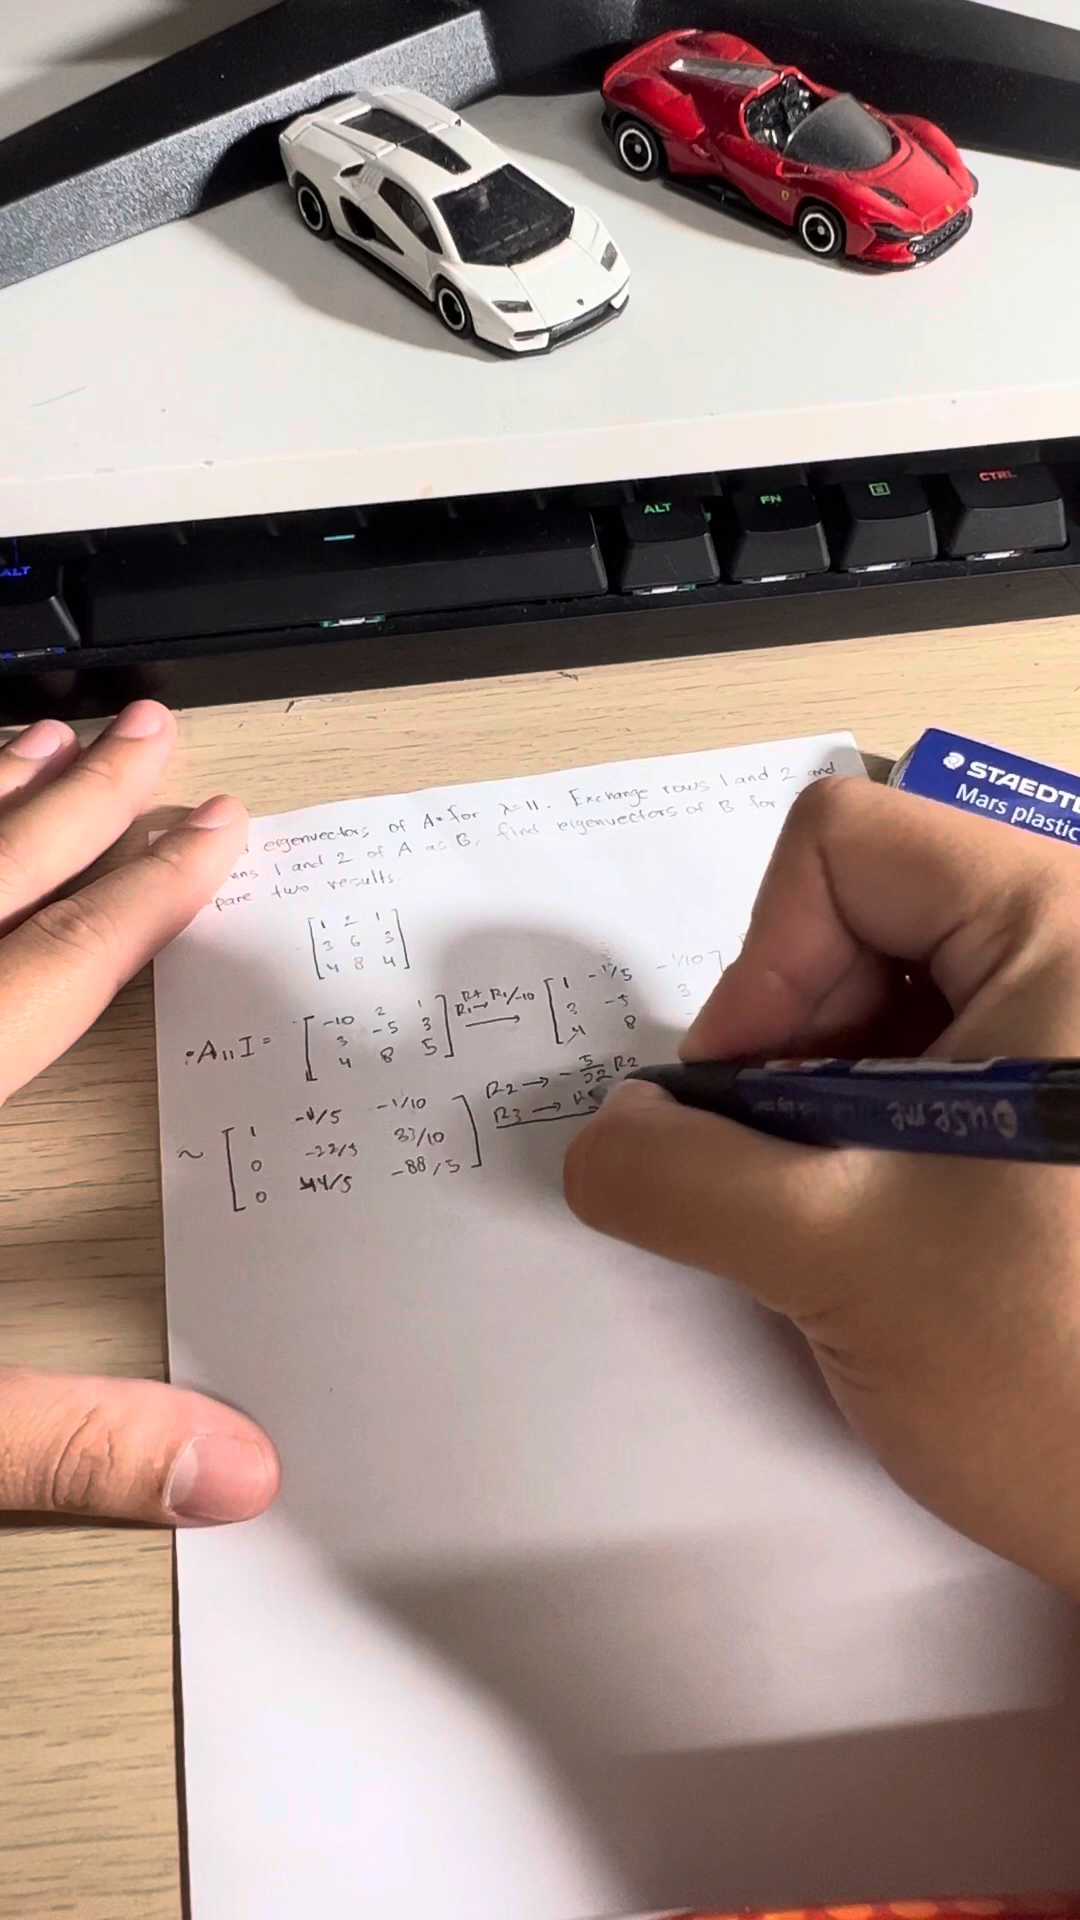 ALT
FN
CTRL
ALT
STAEDTL
Mars plastic
eigenvectors of A=for λ=11. Exchange rows 1 and 2 and
1 and 2 of A as B, find eigenvectors of B for
pare two results.
1 2 1
3 6 3
4 8 4
-10 2 1
:A11I= 3 -5 3
4 8 5
R1→ R1/-10
1 -1/5 -1/10
3 -5 3
4 8
~ 1 -1/5 -1/10
0 -22/5 33/10
0 44/5 -88/5
R2 → -5/22 R2
R3 →
use me